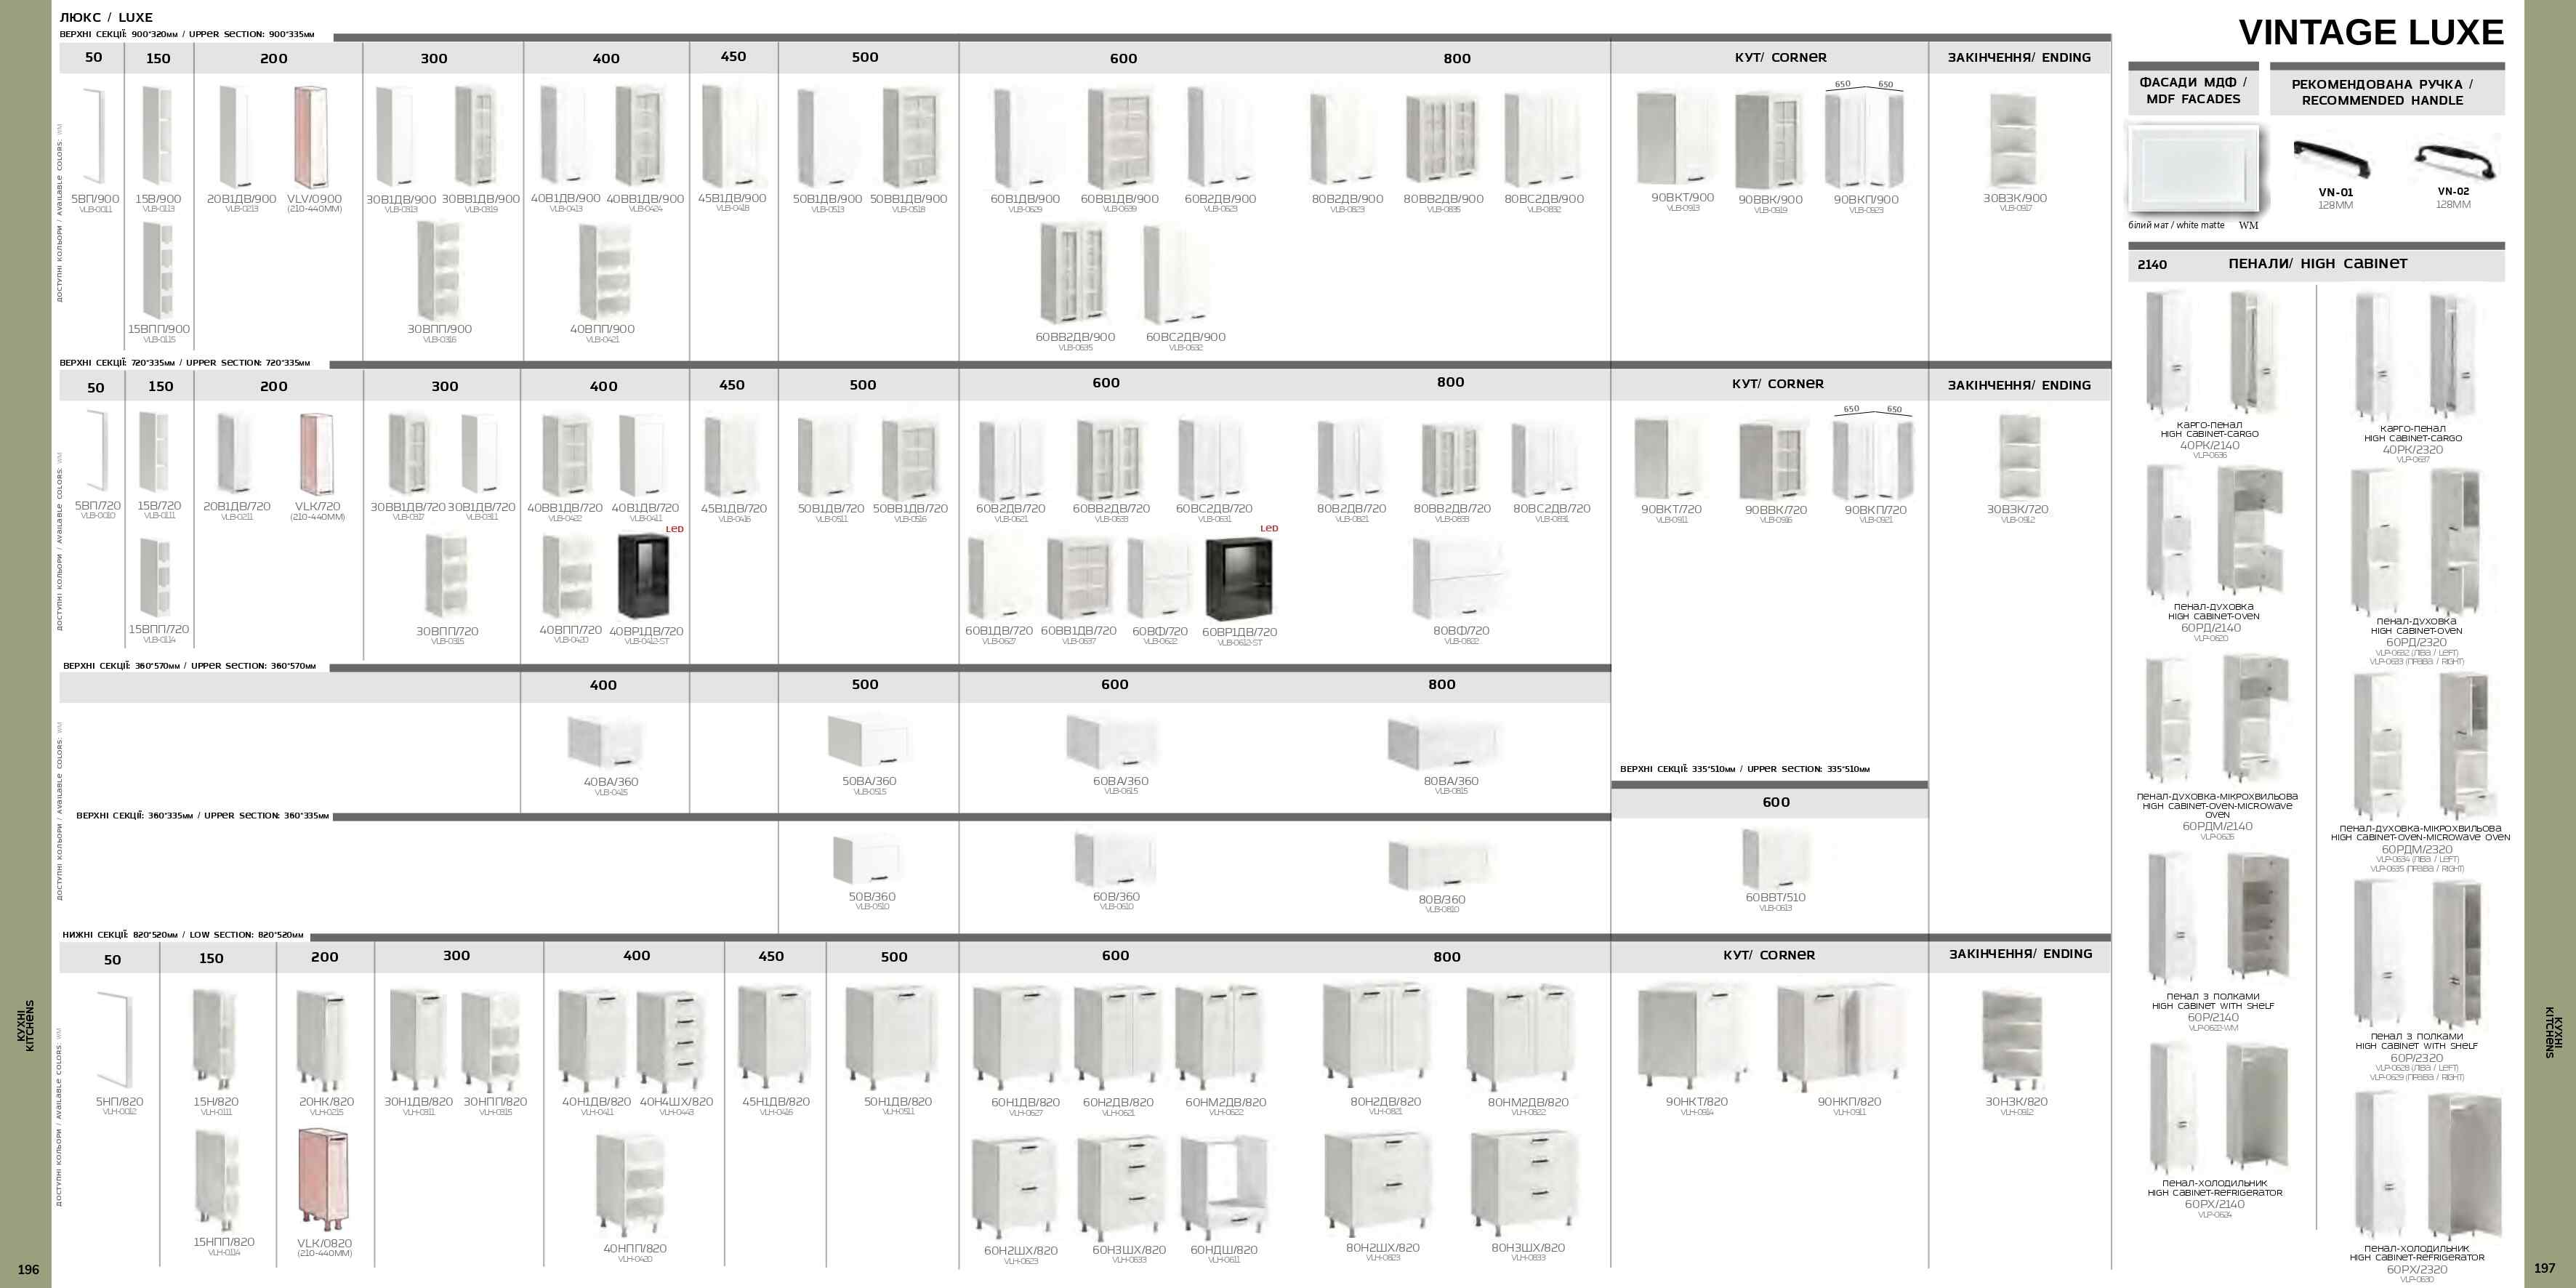 ЛЮКС / LUXE
ВЕРХНІ СЕКЦІЇ: 900*320мм / UPPER SECTION: 900*335мм
50 150 200 300 400 450 500 600 800 КУТ/ CORNER ЗАКІНЧЕННЯ/ ENDING
650 650
ДОСТУПНІ КОЛЬОРИ / AVAILABLE COLORS: WM
5ВП/900 15В/900 20В1ДВ/900 VLV/0900 30В1ДВ/900 30ВВ1ДВ/900 40В1ДВ/900 40ВВ1ДВ/900 45В1ДВ/900 50В1ДВ/900 50ВВ1ДВ/900 60В1ДВ/900 60ВВ1ДВ/900 60В2ДВ/900 80В2ДВ/900 80ВВ2ДВ/900 80ВС2ДВ/900 90ВКТ/900 90ВВК/900 90ВКП/900 30ВЗК/900
VLB-0011 VLB-0113 VLB-0213 (210-440ММ) VLB-0313 VLB-0319 VLB-0413 VLB-0424 VLB-0418 VLB-0513 VLB-0518 VLB-0629 VLB-0639 VLB-0623 VLB-0823 VLB-0835 VLB-0832 VLB-0913 VLB-0919 VLB-0923 VLB-0917
15ВПП/900 30ВПП/900 40ВПП/900 60ВВ2ДВ/900 60ВС2ДВ/900
VLB-0115 VLB-0316 VLB-0421 VLB-0635 VLB-0632
ВЕРХНІ СЕКЦІЇ: 720*335мм / UPPER SECTION: 720*335мм
50 150 200 300 400 450 500 600 800 КУТ/ CORNER ЗАКІНЧЕННЯ/ ENDING
650 650
ДОСТУПНІ КОЛЬОРИ / AVAILABLE COLORS: WM
5ВП/720 15В/720 20В1ДВ/720 VLK/720 30ВВ1ДВ/720 30В1ДВ/720 40ВВ1ДВ/720 40В1ДВ/720 45В1ДВ/720 50В1ДВ/720 50ВВ1ДВ/720 60В2ДВ/720 60ВВ2ДВ/720 60ВС2ДВ/720 80В2ДВ/720 80ВВ2ДВ/720 80ВС2ДВ/720 90ВКТ/720 90ВВК/720 90ВКП/720 30ВЗК/720
VLB-0010 VLB-0111 VLB-0211 (210-440ММ) VLB-0317 VLB-0311 VLB-0422 VLB-0411 VLB-0416 VLB-0511 VLB-0516 VLB-0621 VLB-0633 VLB-0631 VLB-0821 VLB-0833 VLB-0831 VLB-0911 VLB-0916 VLB-0921 VLB-0912
LED LED
15ВПП/720 30ВПП/720 40ВПП/720 40ВР1ДВ/720 60В1ДВ/720 60ВВ1ДВ/720 60ВФ/720 60ВР1ДВ/720 80ВФ/720
VLB-0114 VLB-0315 VLB-0420 VLB-0412-ST VLB-0627 VLB-0637 VLB-0622 VLB-0612-ST VLB-0822
ВЕРХНІ СЕКЦІЇ: 360*570мм / UPPER SECTION: 360*570мм
400 500 600 800
ДОСТУПНІ КОЛЬОРИ / AVAILABLE COLORS: WM
40ВА/360 50ВА/360 60ВА/360 80ВА/360
VLB-0415 VLB-0515 VLB-0615 VLB-0815
ВЕРХНІ СЕКЦІЇ: 335*510мм / UPPER SECTION: 335*510мм
600
60ВВТ/510
VLB-0613
ВЕРХНІ СЕКЦІЇ: 360*335мм / UPPER SECTION: 360*335мм
50В/360 60В/360 80В/360
VLB-0510 VLB-0610 VLB-0810
НИЖНІ СЕКЦІЇ: 820*520мм / LOW SECTION: 820*520мм
50 150 200 300 400 450 500 600 800 КУТ/ CORNER ЗАКІНЧЕННЯ/ ENDING
ДОСТУПНІ КОЛЬОРИ / AVAILABLE COLORS: WM
5НП/820 15Н/820 20НК/820 30Н1ДВ/820 30НПП/820 40Н1ДВ/820 40Н4ШХ/820 45Н1ДВ/820 50Н1ДВ/820 60Н1ДВ/820 60Н2ДВ/820 60НМ2ДВ/820 80Н2ДВ/820 80НМ2ДВ/820 90НКТ/820 90НКП/820 30НЗК/820
VLH-0012 VLH-0111 VLH-0215 VLH-0311 VLH-0315 VLH-0411 VLH-0443 VLH-0416 VLH-0511 VLH-0627 VLH-0621 VLH-0622 VLH-0821 VLH-0822 VLH-0914 VLH-0911 VLH-0912
15НПП/820 VLK/0820 40НПП/820 60Н2ШХ/820 60Н3ШХ/820 60НДШ/820 80Н2ШХ/820 80Н3ШХ/820
VLH-0114 (210-440ММ) VLH-0420 VLH-0623 VLH-0633 VLH-0611 VLH-0823 VLH-0833
КУХНІ
KITCHENS
196
VINTAGE LUXE
ФАСАДИ МДФ /
MDF FACADES
білий мат / white matte WM
РЕКОМЕНДОВАНА РУЧКА /
RECOMMENDED HANDLE
VN-01 VN-02
128ММ 128ММ
2140 ПЕНАЛИ/ HIGH CABINET
КАРГО-ПЕНАЛ
HIGH CABINET-CARGO
40РК/2140
VLP-0636
ПЕНАЛ-ДУХОВКА
HIGH CABINET-OVEN
60РД/2140
VLP-0620
ПЕНАЛ-ДУХОВКА-МІКРОХВИЛЬОВА
HIGH CABINET-OVEN-MICROWAVE
OVEN
60РДМ/2140
VLP-0625
ПЕНАЛ З ПОЛКАМИ
HIGH CABINET WITH SHELF
60Р/2140
VLP-0622-WM
ПЕНАЛ-ХОЛОДИЛЬНИК
HIGH CABINET-REFRIGERATOR
60РХ/2140
VLP-0624
КАРГО-ПЕНАЛ
HIGH CABINET-CARGO
40РК/2320
VLP-0637
ПЕНАЛ-ДУХОВКА
HIGH CABINET-OVEN
60РД/2320
VLP-0632 (ЛІВА / LEFT)
VLP-0633 (ПРАВА / RIGHT)
ПЕНАЛ-ДУХОВКА-МІКРОХВИЛЬОВА
HIGH CABINET-OVEN-MICROWAVE OVEN
60РДМ/2320
VLP-0634 (ЛІВА / LEFT)
VLP-0635 (ПРАВА / RIGHT)
ПЕНАЛ З ПОЛКАМИ
HIGH CABINET WITH SHELF
60Р/2320
VLP-0628 (ЛІВА / LEFT)
VLP-0629 (ПРАВА / RIGHT)
ПЕНАЛ-ХОЛОДИЛЬНИК
HIGH CABINET-REFRIGERATOR
60РХ/2320
VLP-0630
КУХНІ
KITCHENS
197